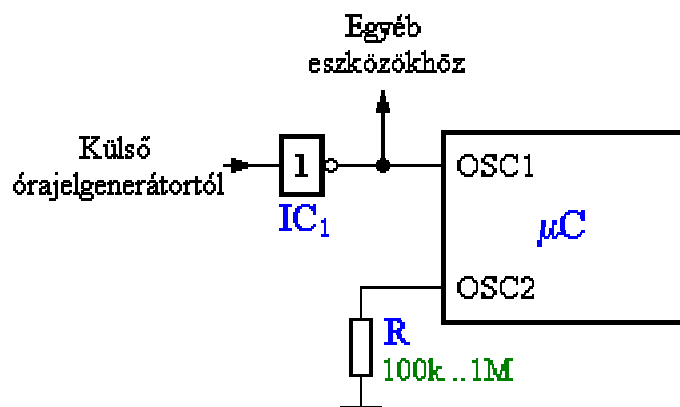 Egyéb
eszközökhöz
Külső
órajelgenerátortól
1
IC1
OSC1
µC
OSC2
R
100k..1M